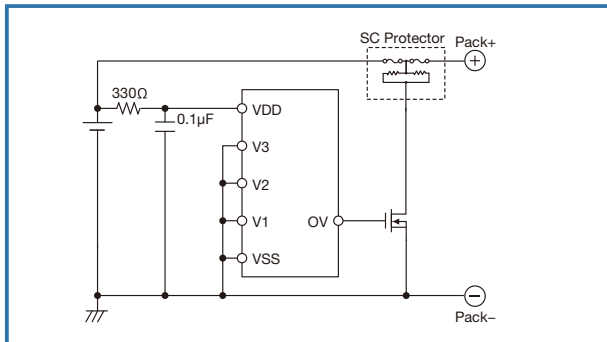 SC Protector
Pack+
330Ω
VDD
0.1µF
V3
V2
V1
OV
VSS
Pack–